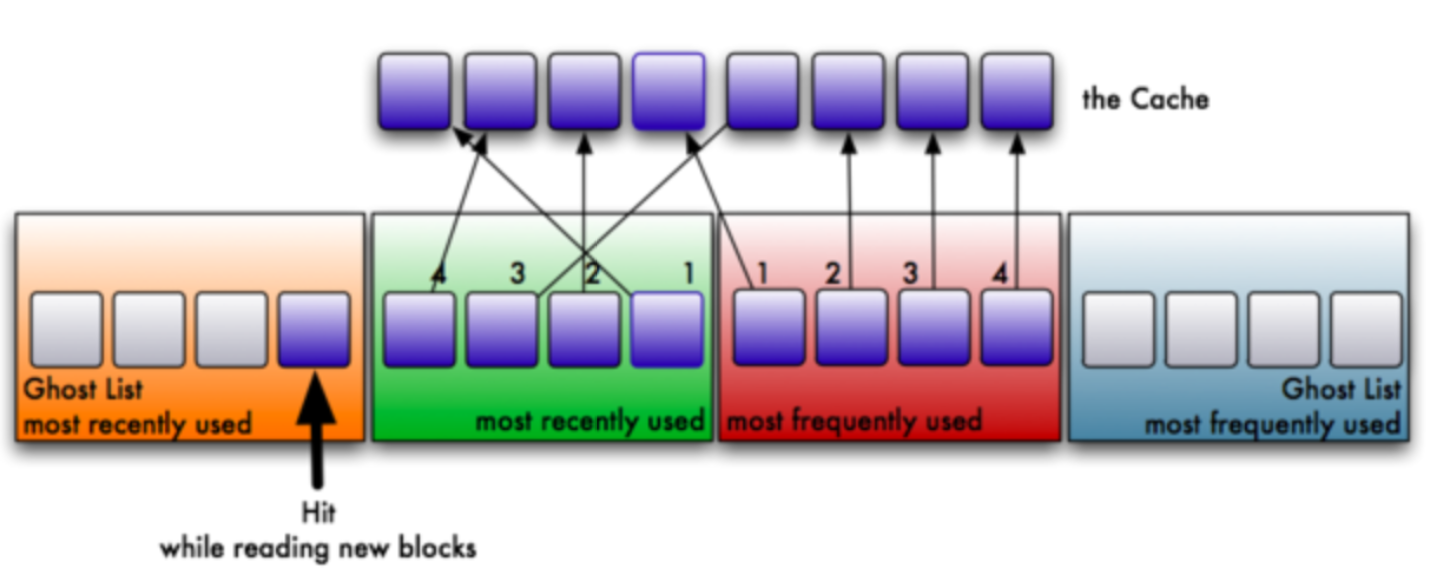 the Cache
4 3 2 1 1 2 3 4
Ghost List
most recently used
most recently used
most frequently used
Ghost List
most frequently used
Hit
while reading new blocks